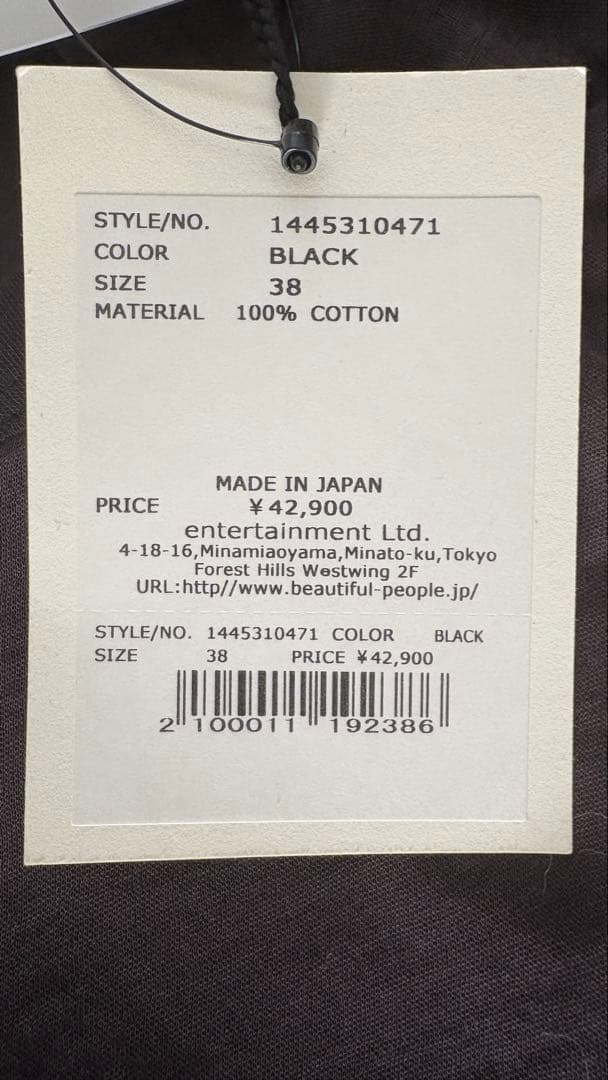 STYLE/NO. 1445310471
COLOR BLACK
SIZE 38
MATERIAL 100% COTTON
MADE IN JAPAN
PRICE ¥42,900
entertainment Ltd.
4-18-16,Minamiaoyama,Minato-ku,Tokyo
Forest Hills Westwing 2F
URL:http//www.beautiful-people.jp/
STYLE/NO. 1445310471 COLOR BLACK
SIZE 38 PRICE ¥42,900
2 100011 192386